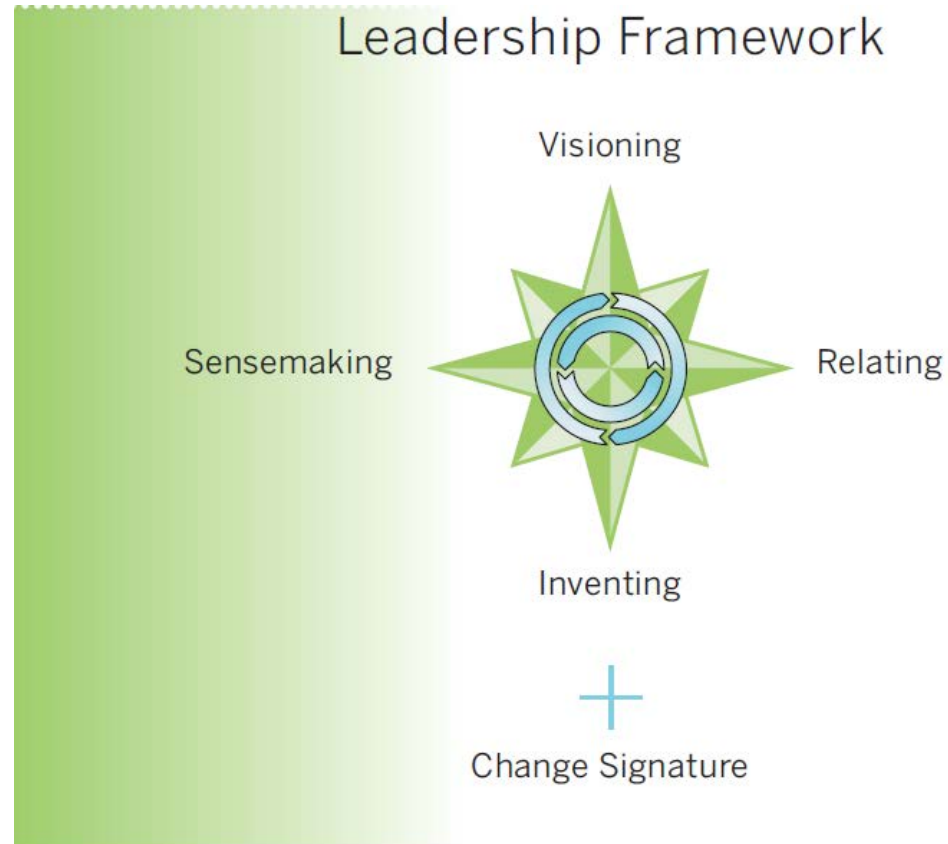 Leadership Framework
Visioning
Sensemaking
Relating
Inventing
+
Change Signature